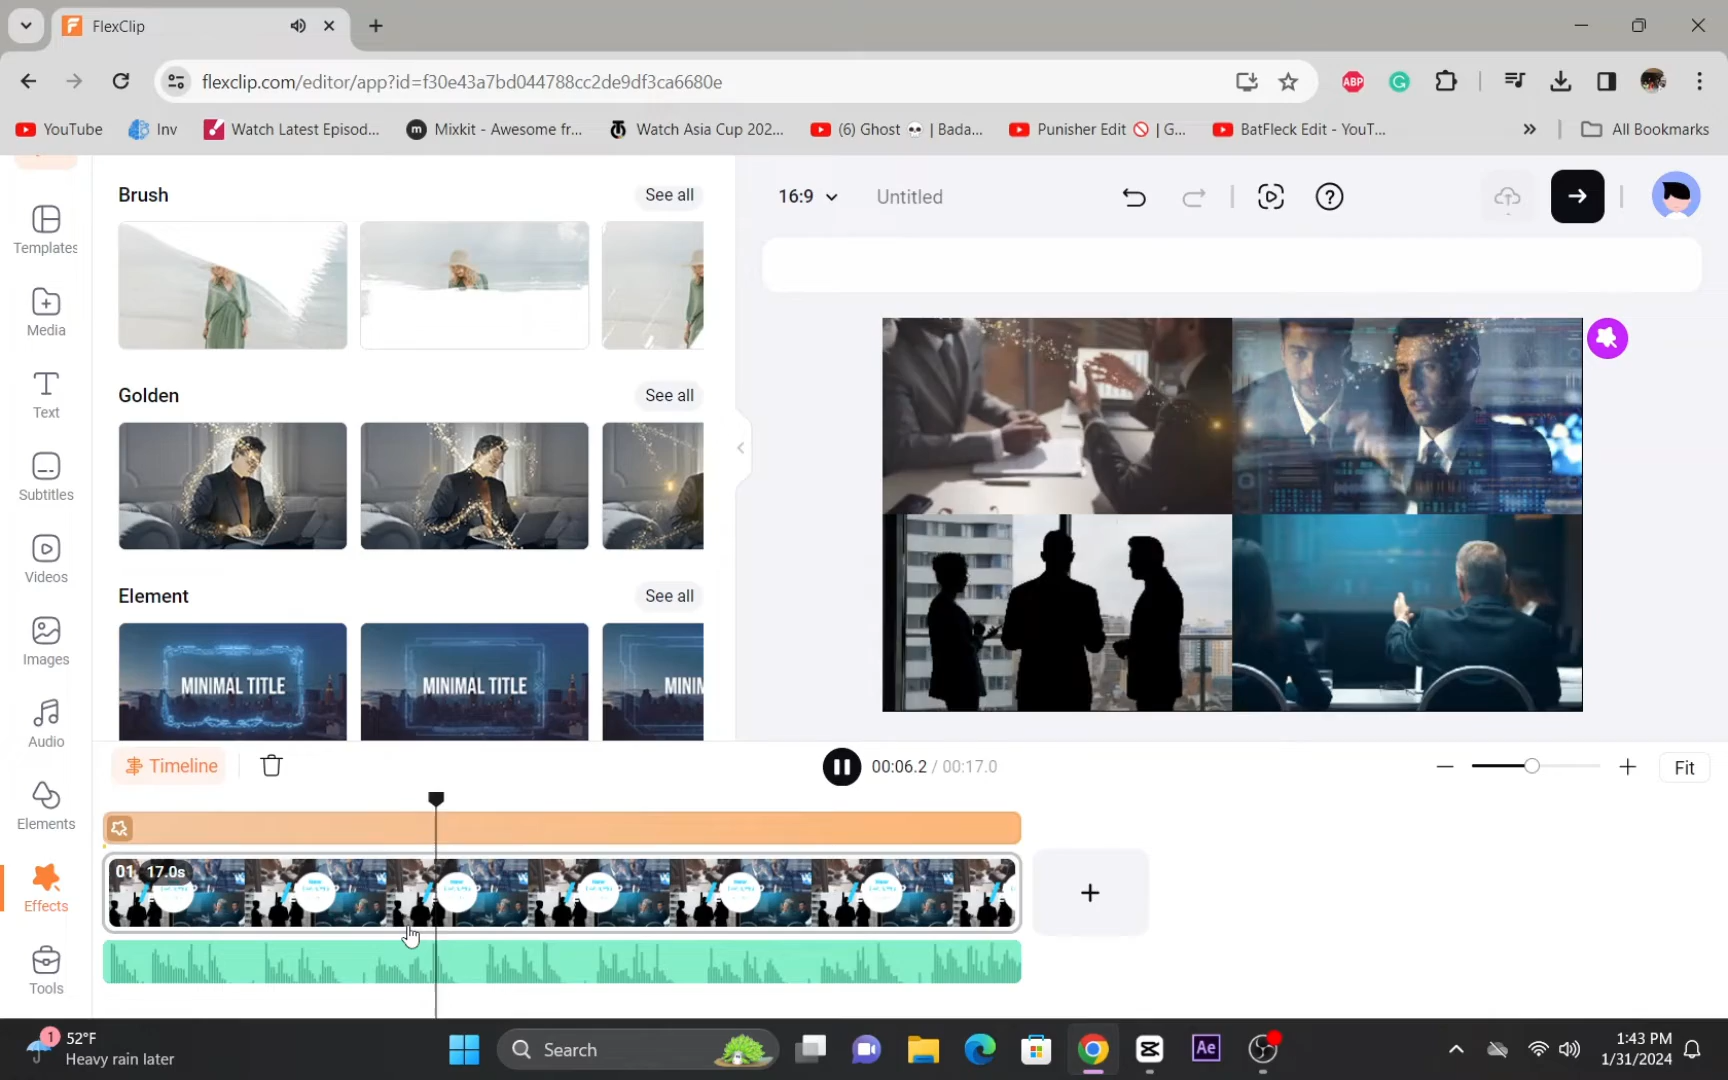 FlexClip
flexclip.com/editor/app?id=f30e43a7bd044788cc2de9df3ca6680e
ABP
YouTube
Inv
Watch Latest Episod...
m
Mixkit - Awesome fr...
Watch Asia Cup 202...
(6) Ghost 💀 | Bada...
Punisher Edit 🚫 | G...
BatFleck Edit - YouT...
»
All Bookmarks
Templates
Media
Text
Subtitles
Videos
Images
Audio
Elements
Effects
Tools
Brush
See all
Golden
See all
Element
See all
MINIMAL TITLE
MINIMAL TITLE
MININ
16:9
Untitled
Timeline
00:06.2 / 00:17.0
Fit
01
17.0s
1
52°F
Heavy rain later
Search
Ae
1:43 PM
1/31/2024